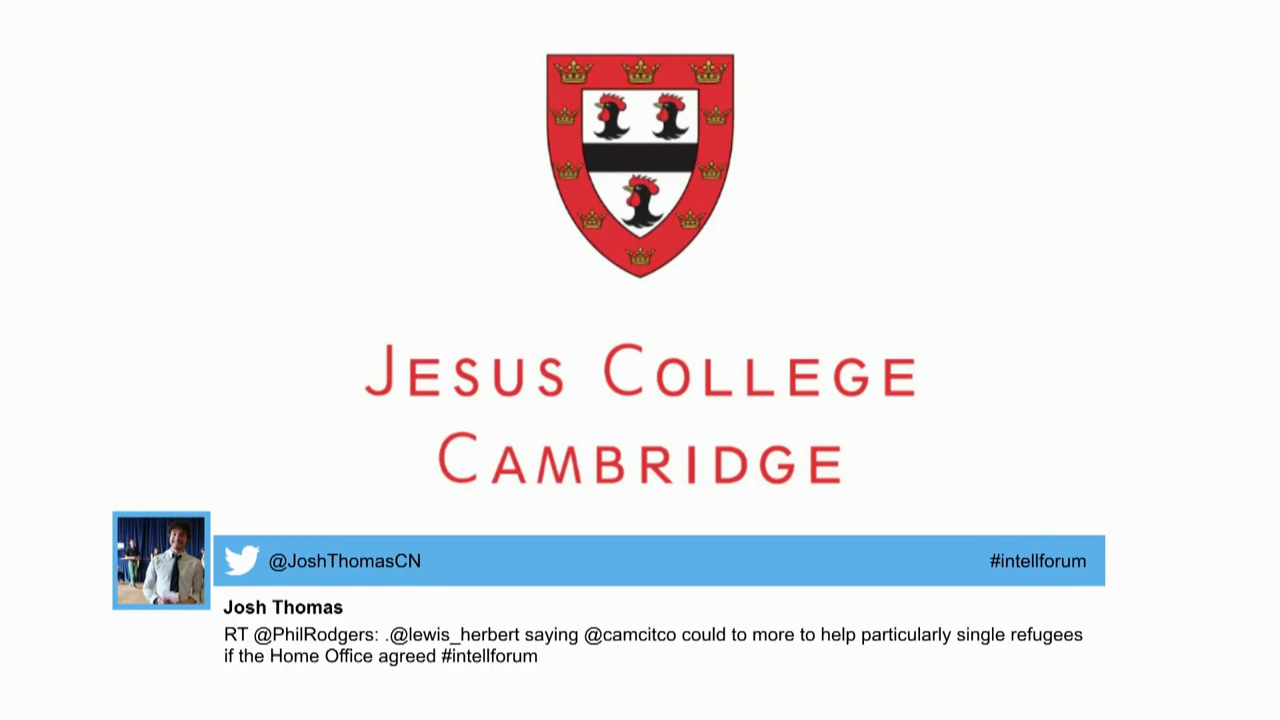 JESUS COLLEGE
CAMBRIDGE
@JoshThomasCN #intellforum
Josh Thomas
RT @PhilRodgers: .@lewis_herbert saying @camcitco could to more to help particularly single refugees
if the Home Office agreed #intellforum